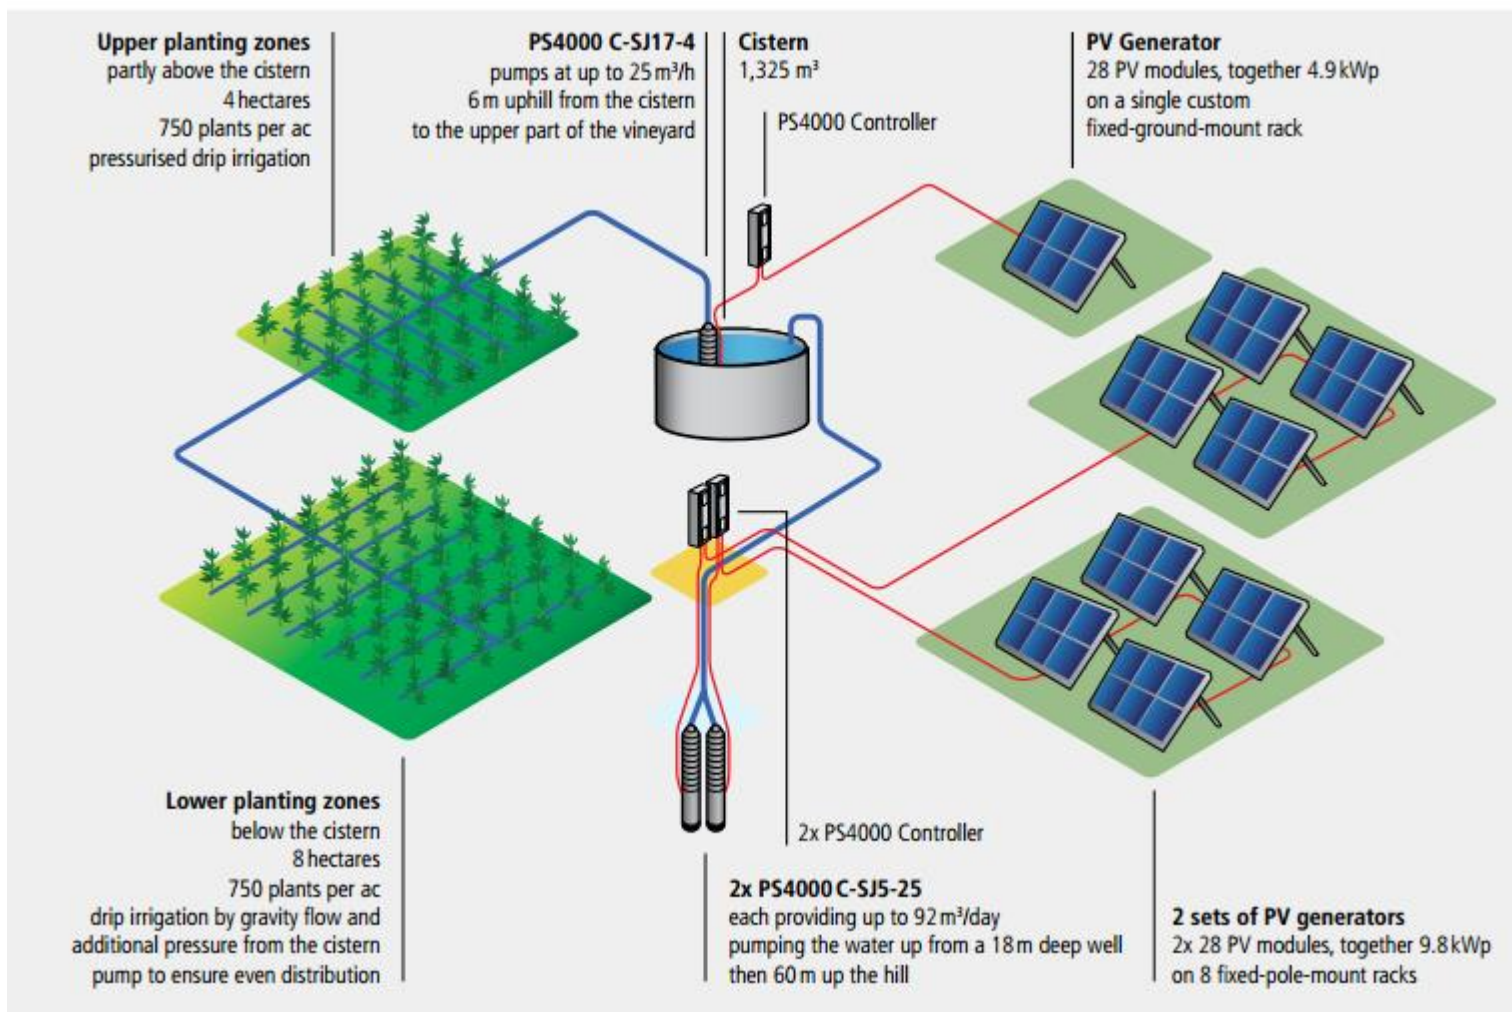 Upper planting zones
partly above the cistern
4 hectares
750 plants per ac
pressurised drip irrigation
PS4000 C-SJ17-4
pumps at up to 25 m³/h
6 m uphill from the cistern
to the upper part of the vineyard
Cistern
1,325 m³
PS4000 Controller
PV Generator
28 PV modules, together 4.9 kWp
on a single custom
fixed-ground-mount rack
Lower planting zones
below the cistern
8 hectares
750 plants per ac
drip irrigation by gravity flow and
additional pressure from the cistern
pump to ensure even distribution
2x PS4000 Controller
2x PS4000 C-SJ5-25
each providing up to 92 m³/day
pumping the water up from a 18 m deep well
then 60 m up the hill
2 sets of PV generators
2x 28 PV modules, together 9.8 kWp
on 8 fixed-pole-mount racks